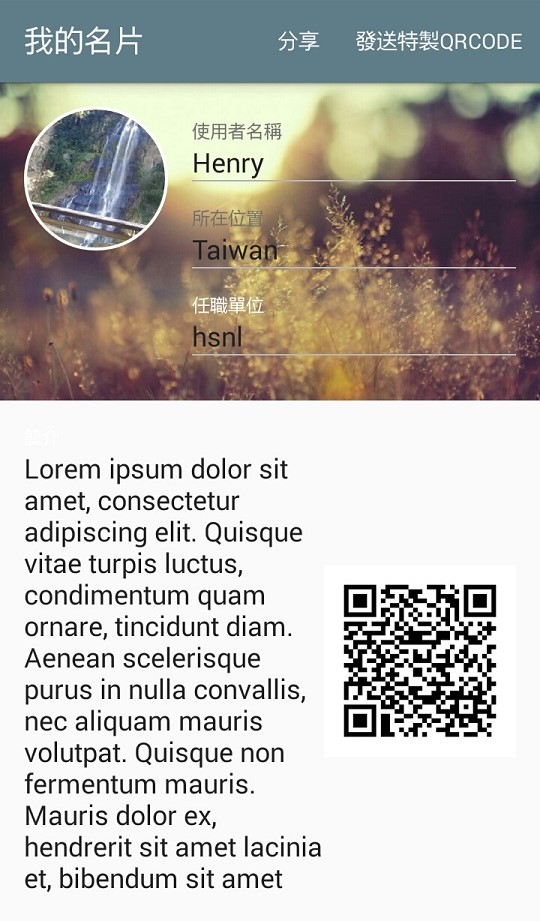 我的名片
分享
發送特製QRCODE
使用者名稱
Henry
所在位置
Taiwan
任職單位
hsnl
簡介
Lorem ipsum dolor sit
amet, consectetur
adipiscing elit. Quisque
vitae turpis luctus,
condimentum quam
ornare, tincidunt diam.
Aenean scelerisque
purus in nulla convallis,
nec aliquam mauris
volutpat. Quisque non
fermentum mauris.
Mauris dolor ex,
hendrerit sit amet lacinia
et, bibendum sit amet